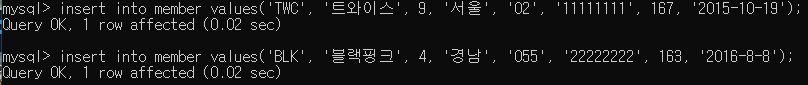 mysql> insert into member values('TWC', '트와이스', 9, '서울', '02', '11111111', 167, '2015-10-19');
Query OK, 1 row affected (0.02 sec)
mysql> insert into member values('BLK', '블랙핑크', 4, '경남', '055', '22222222', 163, '2016-8-8');
Query OK, 1 row affected (0.02 sec)